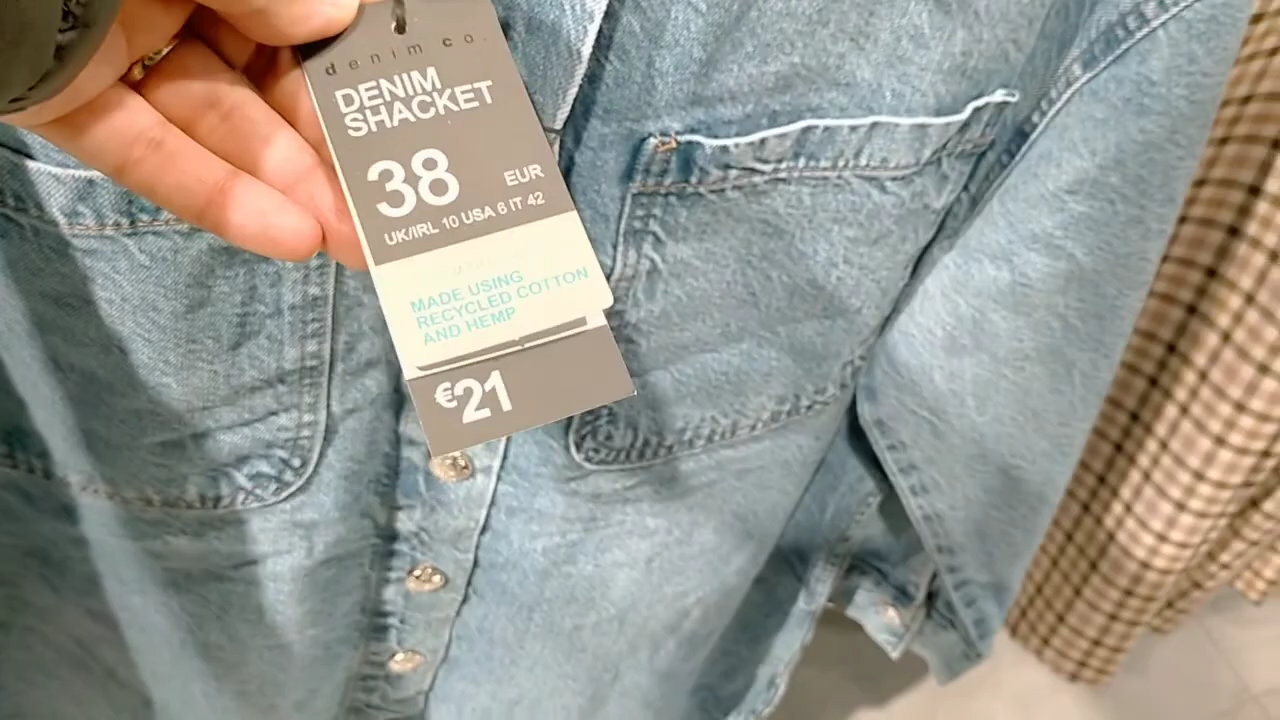 denim co.
DENIM
SHACKET
38 EUR
UK/IRL 10 USA 6 IT 42
MADE USING
RECYCLED COTTON
AND HEMP
€21